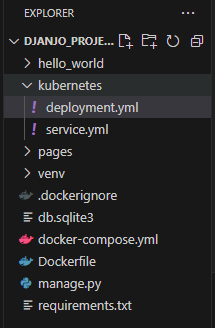 EXPLORER
DJANJO_PROJE...
hello_world
kubernetes
deployment.yml
service.yml
pages
venv
.dockerignore
db.sqlite3
docker-compose.yml
Dockerfile
manage.py
requirements.txt